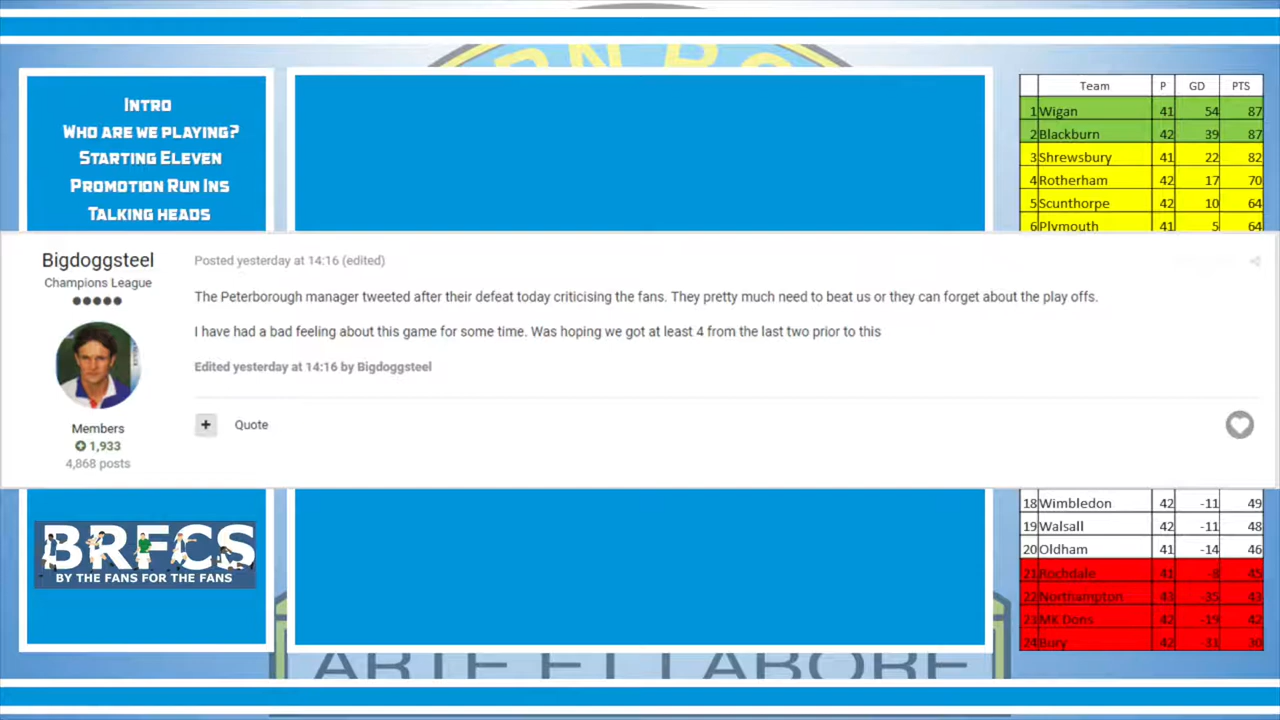 INTRO
WHO ARE WE PLAYING?
STARTING ELEVEN
PROMOTION RUN INS
TALKING HEADS
Team P GD PTS
1 Wigan 41 54 87
2 Blackburn 42 39 87
3 Shrewsbury 41 22 82
4 Rotherham 42 17 70
5 Scunthorpe 42 10 64
6 Plymouth 41 5 64
Bigdoggsteel
Champions League
Members
1,933
4,868 posts
Posted yesterday at 14:16 (edited)
The Peterborough manager tweeted after their defeat today criticising the fans. They pretty much need to beat us or they can forget about the play offs.
I have had a bad feeling about this game for some time. Was hoping we got at least 4 from the last two prior to this
Edited yesterday at 14:16 by Bigdoggsteel
+ Quote
BRFCS
BY THE FANS FOR THE FANS
18 Wimbledon 42 -11 49
19 Walsall 42 -11 48
20 Oldham 41 -14 46
21 Rochdale 41 -8 45
22 Northampton 43 -35 43
23 MK Dons 42 -19 42
24 Bury 42 -31 30
ARTE ET LABORE